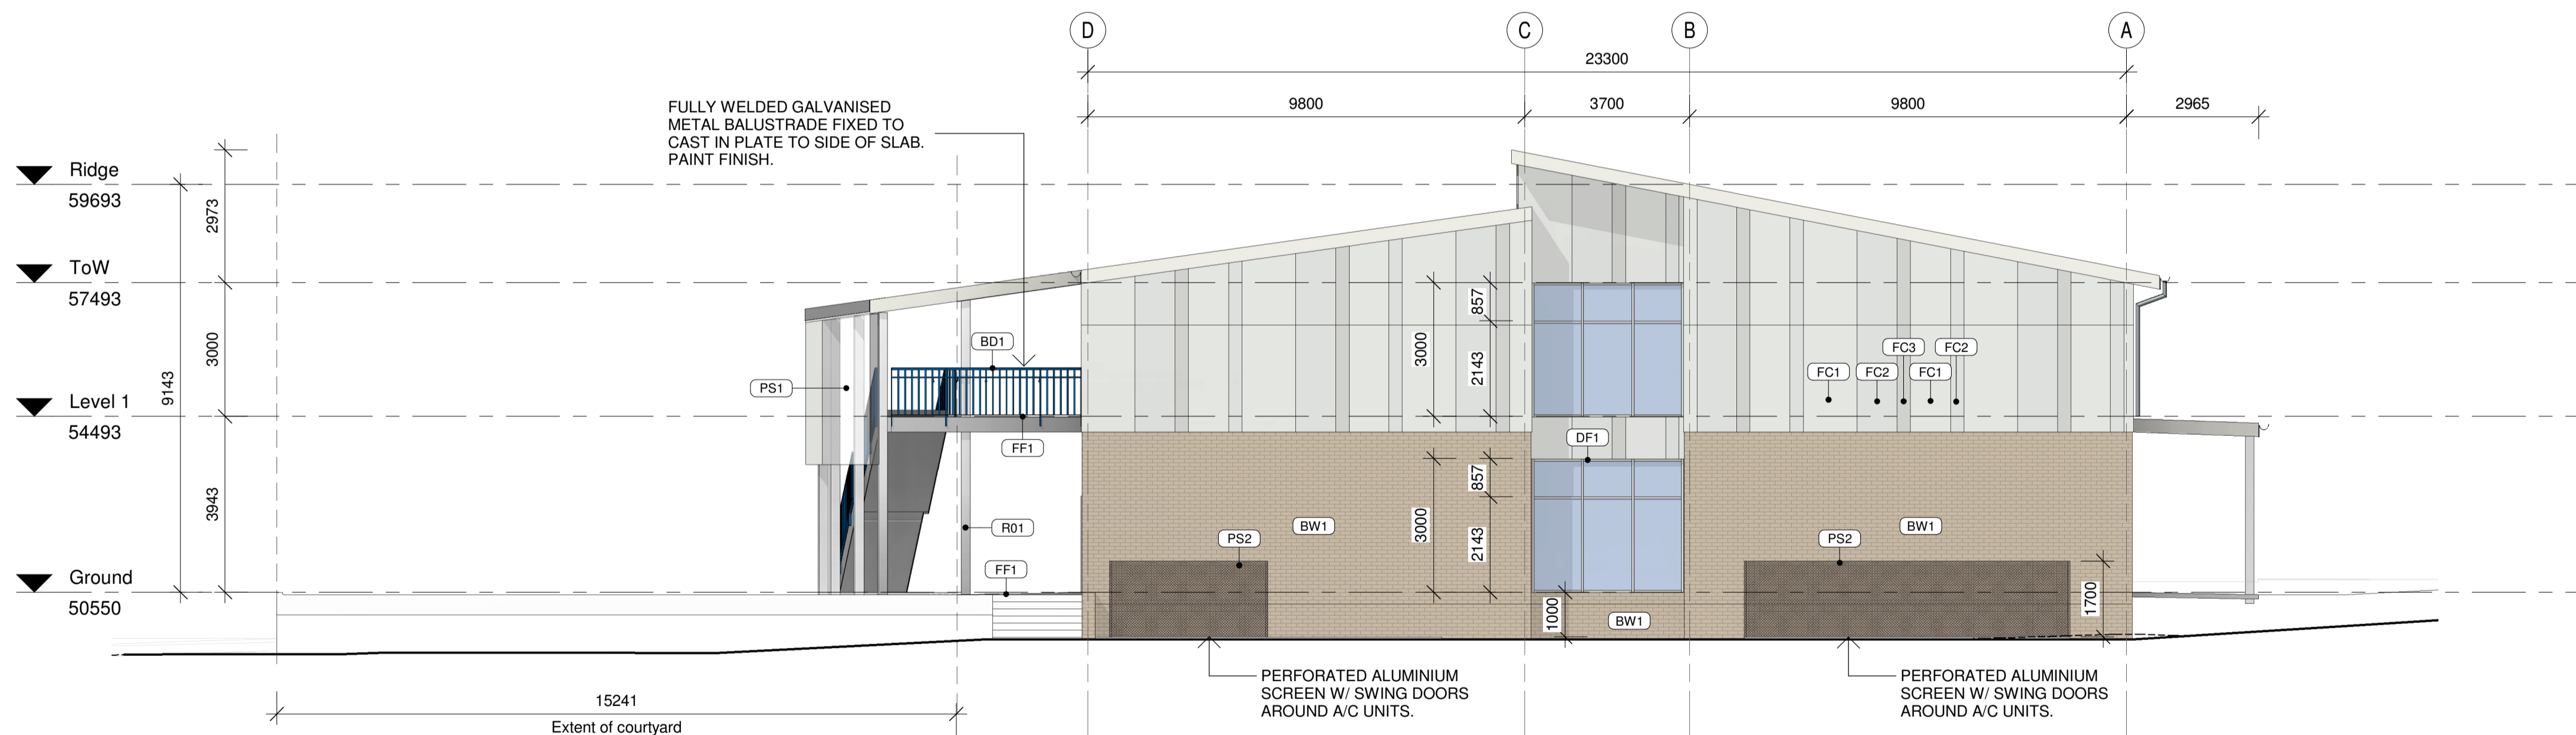 D
C
B
A
23300
9800
3700
9800
2965
FULLY WELDED GALVANISED
METAL BALUSTRADE FIXED TO
CAST IN PLATE TO SIDE OF SLAB.
PAINT FINISH.
Ridge
59693
2973
ToW
57493
3000
9143
Level 1
54493
3943
Ground
50550
PS1
BD1
FF1
R01
FF1
857
3000
2143
FC3
FC2
FC1
FC2
FC1
DF1
857
3000
2143
BW1
BW1
PS2
PS2
1000
BW1
1700
PERFORATED ALUMINIUM
SCREEN W/ SWING DOORS
AROUND A/C UNITS.
PERFORATED ALUMINIUM
SCREEN W/ SWING DOORS
AROUND A/C UNITS.
15241
Extent of courtyard